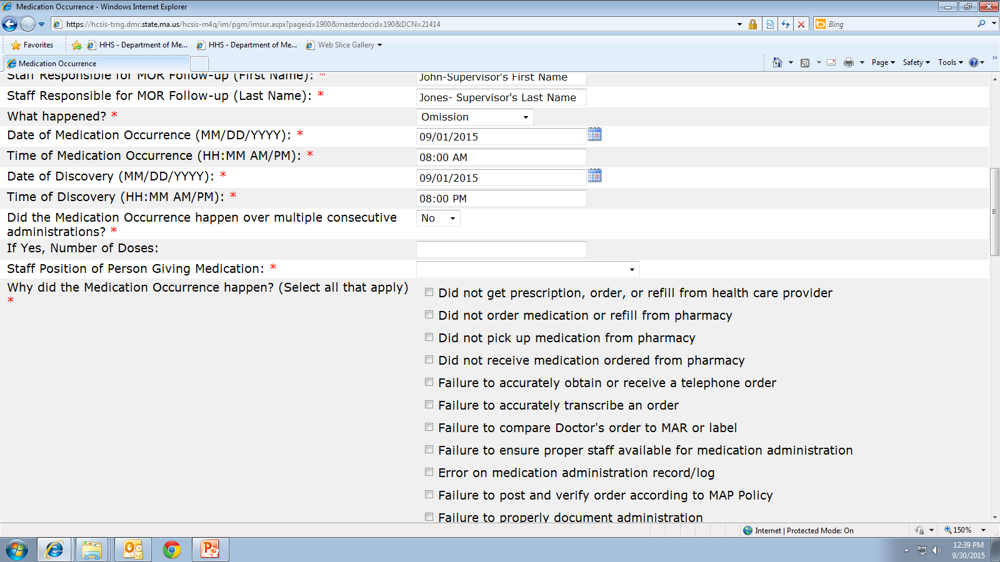 Medication Occurrence - Windows Internet Explorer
https://hcsis-trng.dmr.state.ma.us/hcsis-m4q/im/pgm/imsur.aspx?pageid=1900&masterdocid=190&DCN=21414
Bing
Favorites
HHS - Department of Me...
HHS - Department of Me...
Web Slice Gallery
Medication Occurrence
Page
Safety
Tools
»
Staff Responsible for MOR Follow-up (First Name): *
John-Supervisor's First Name
Staff Responsible for MOR Follow-up (Last Name): *
Jones- Supervisor's Last Name
What happened? *
Omission
Date of Medication Occurrence (MM/DD/YYYY): *
09/01/2015
Time of Medication Occurrence (HH:MM AM/PM): *
08:00 AM
Date of Discovery (MM/DD/YYYY): *
09/01/2015
Time of Discovery (HH:MM AM/PM): *
08:00 PM
Did the Medication Occurrence happen over multiple consecutive
administrations? *
No
If Yes, Number of Doses:
Staff Position of Person Giving Medication: *
Why did the Medication Occurrence happen? (Select all that apply)
*
Did not get prescription, order, or refill from health care provider
Did not order medication or refill from pharmacy
Did not pick up medication from pharmacy
Did not receive medication ordered from pharmacy
Failure to accurately obtain or receive a telephone order
Failure to accurately transcribe an order
Failure to compare Doctor's order to MAR or label
Failure to ensure proper staff available for medication administration
Error on medication administration record/log
Failure to post and verify order according to MAP Policy
Failure to properly document administration
Internet | Protected Mode: On
150%
12:39 PM
9/30/2015